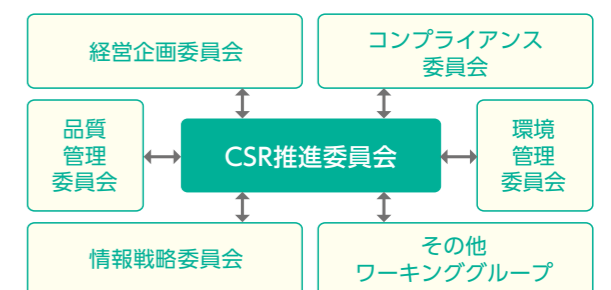 経営企画委員会
コンプライアンス
委員会
品質
管理
委員会
CSR推進委員会
環境
管理
委員会
情報戦略委員会
その他
ワーキンググループ